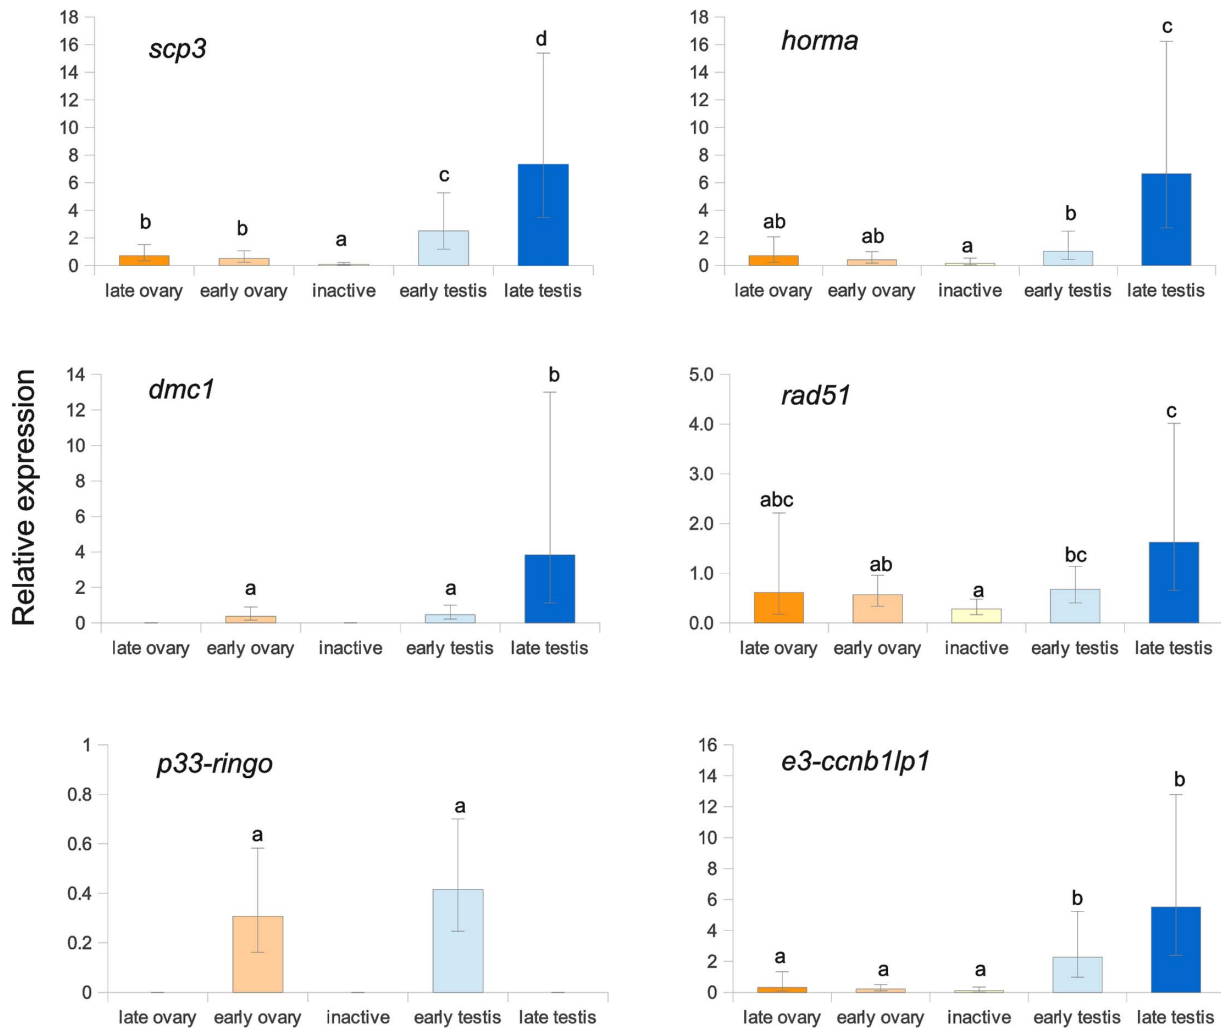 Relative expression
scp3
18
16
14
12
10
8
6
4
2
0
b
b
a
c
d
late ovary early ovary inactive early testis late testis
horma
18
16
14
12
10
8
6
4
2
0
ab
ab
a
b
c
late ovary early ovary inactive early testis late testis
dmc1
14
12
10
8
6
4
2
0
a
a
b
late ovary early ovary inactive early testis late testis
rad51
5.0
4.0
3.0
2.0
1.0
0.0
abc
ab
a
bc
c
late ovary early ovary inactive early testis late testis
p33-ringo
1
0.8
0.6
0.4
0.2
0
a
a
late ovary early ovary inactive early testis late testis
e3-ccnb1lp1
16
14
12
10
8
6
4
2
0
a
a
a
b
b
late ovary early ovary inactive early testis late testis